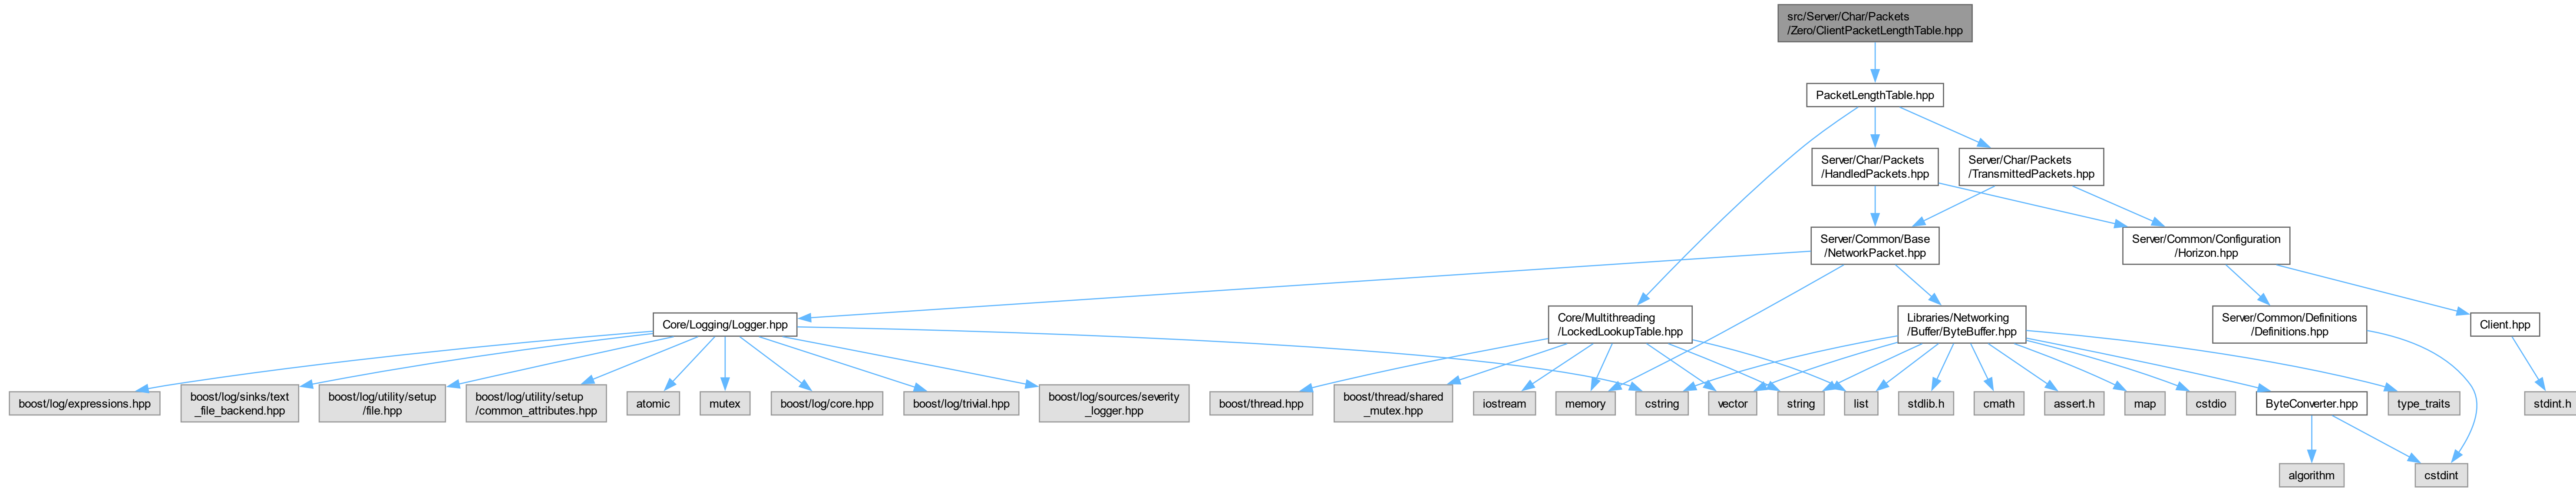 src/Server/Char/Packets
/Zero/ClientPacketLengthTable.hpp
PacketLengthTable.hpp
Server/Char/Packets
/HandledPackets.hpp
Server/Char/Packets
/TransmittedPackets.hpp
Server/Common/Base
/NetworkPacket.hpp
Server/Common/Configuration
/Horizon.hpp
Core/Logging/Logger.hpp
Core/Multithreading
/LockedLookupTable.hpp
Libraries/Networking
/Buffer/ByteBuffer.hpp
Server/Common/Definitions
/Definitions.hpp
Client.hpp
boost/log/expressions.hpp
boost/log/sinks/text
_file_backend.hpp
boost/log/utility/setup
/file.hpp
boost/log/utility/setup
/common_attributes.hpp
atomic
mutex
boost/log/core.hpp
boost/log/trivial.hpp
boost/log/sources/severity
_logger.hpp
boost/thread.hpp
boost/thread/shared
_mutex.hpp
iostream
memory
cstring
vector
string
list
stdlib.h
cmath
assert.h
map
cstdio
ByteConverter.hpp
type_traits
stdint.h
algorithm
cstdint